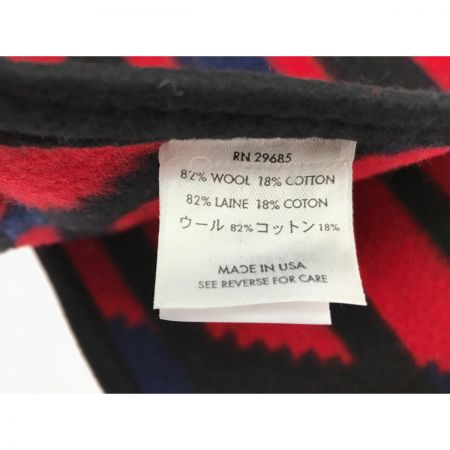 RN 29685
82% WOOL 18% COTTON
82% LAINE 18% COTON
ウール 82% コットン 18%
MADE IN USA
SEE REVERSE FOR CARE